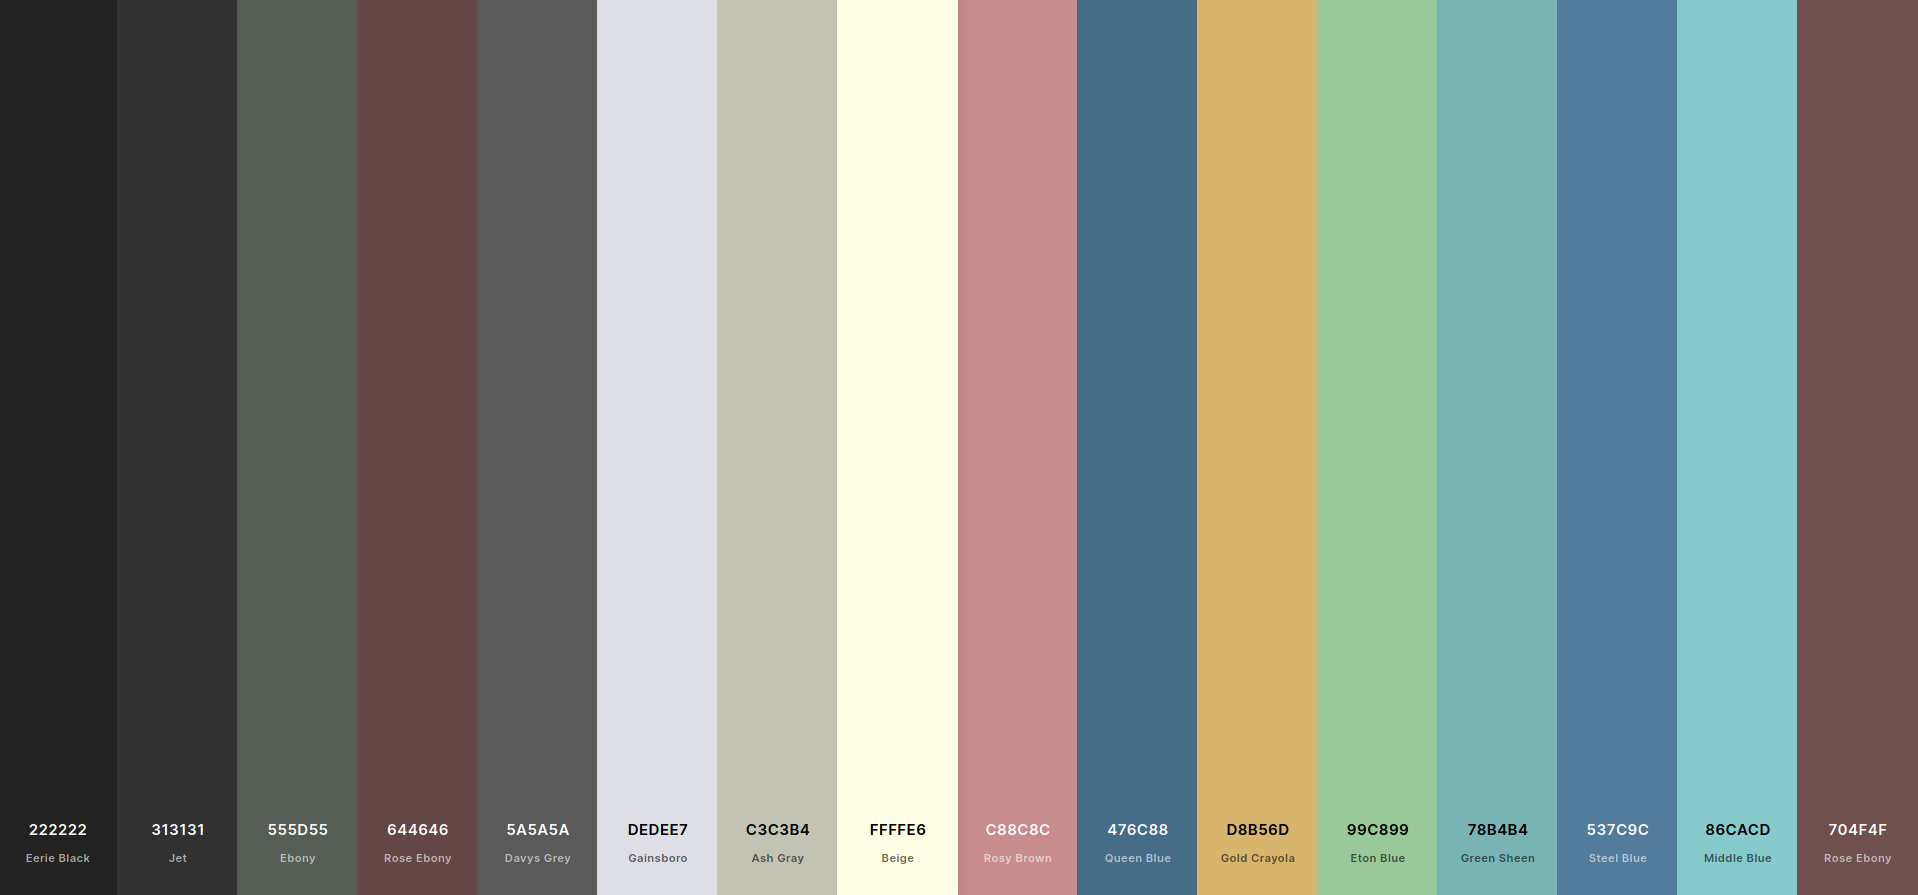 222222 313131 555D55 644646 5A5A5A DEDEE7 C3C3B4 FFFFE6 C88C8C 476C88 D8B56D 99C899 78B4B4 537C9C 86CACD 704F4F
Eerie Black Jet Ebony Rose Ebony Davys Grey Gainsboro Ash Gray Beige Rosy Brown Queen Blue Gold Crayola Eton Blue Green Sheen Steel Blue Middle Blue Rose Ebony